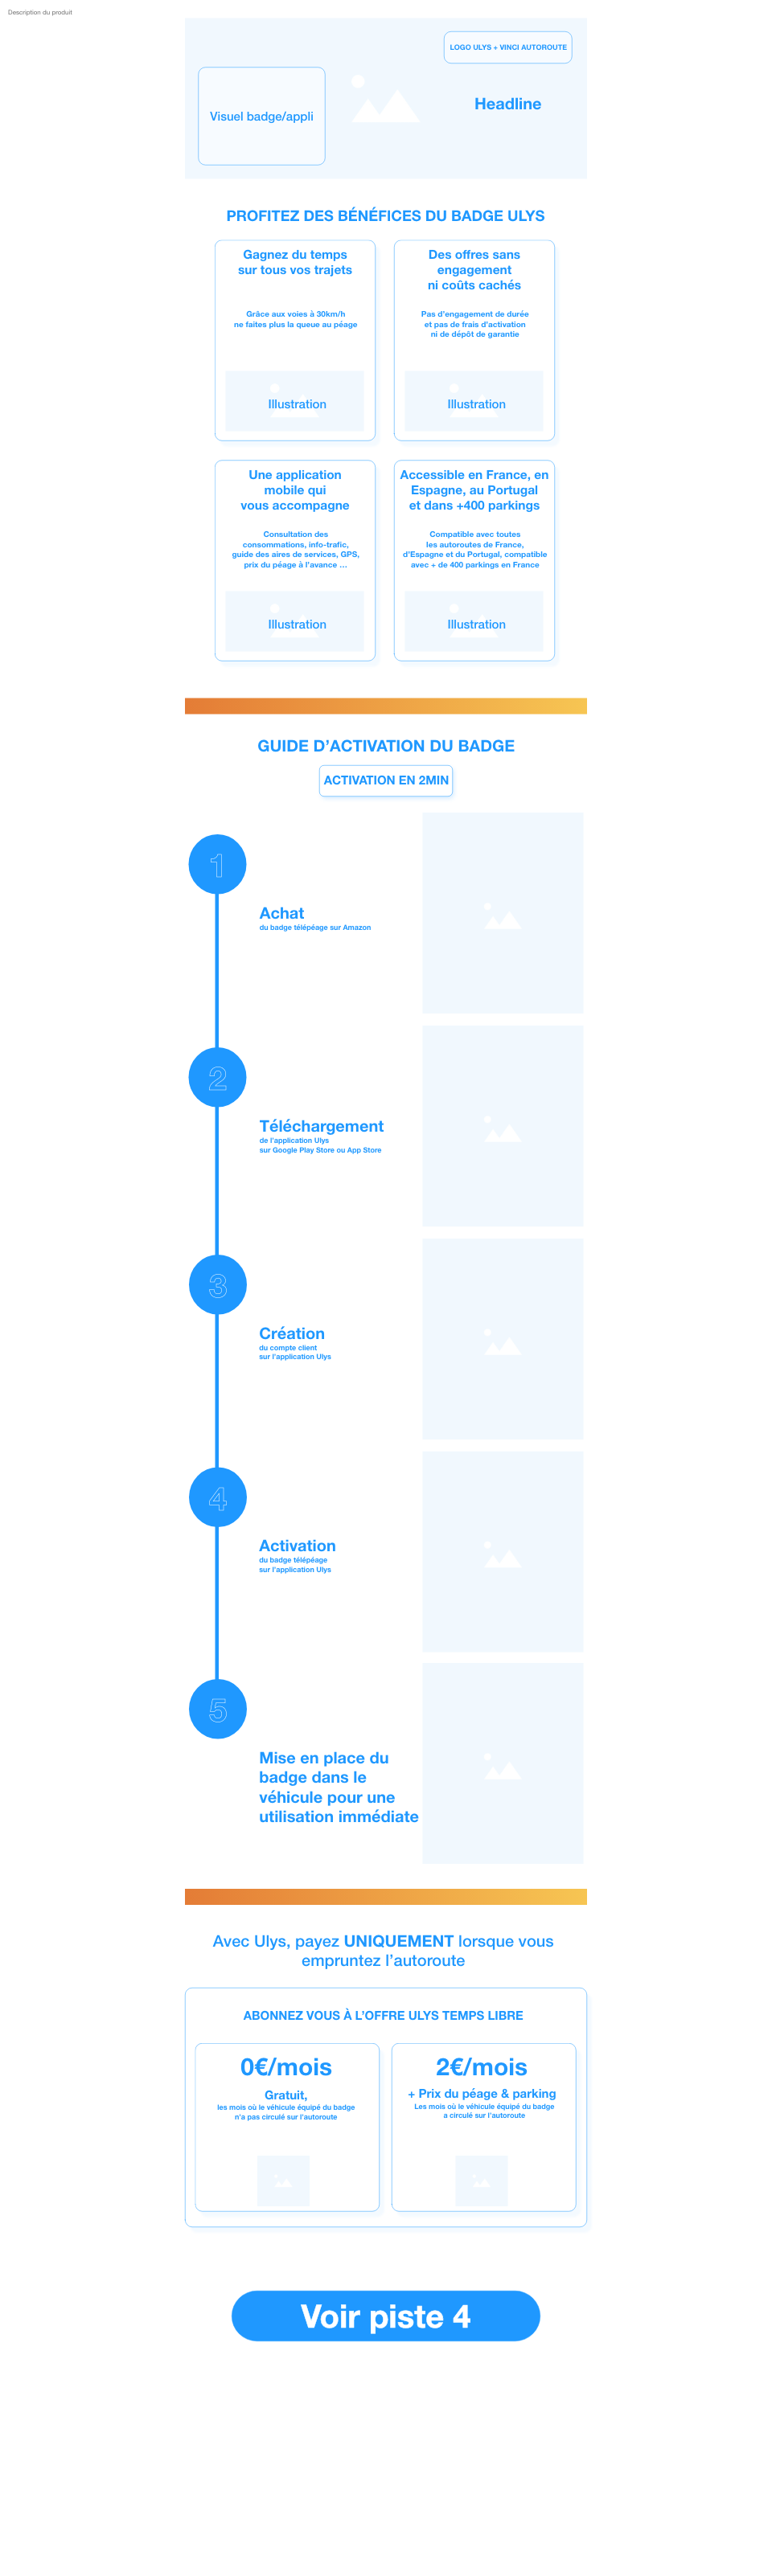 Description du produit
LOGO ULYS + VINCI AUTOROUTE
Visuel badge/appli
Headline
PROFITEZ DES BÉNÉFICES DU BADGE ULYS
Gagnez du temps
sur tous vos trajets
Grâce aux voies à 30km/h
ne faites plus la queue au péage
Illustration
Des offres sans
engagement
ni coûts cachés
Pas d'engagement de durée
et pas de frais d'activation
ni de dépôt de garantie
Illustration
Une application
mobile qui
vous accompagne
Consultation des
consommations, info-trafic,
guide des aires de services, GPS,
prix du péage à l'avance ...
Illustration
Accessible en France, en
Espagne, au Portugal
et dans +400 parkings
Compatible avec toutes
les autoroutes de France,
d'Espagne et du Portugal, compatible
avec + de 400 parkings en France
Illustration
GUIDE D'ACTIVATION DU BADGE
ACTIVATION EN 2MIN
1
Achat
du badge télépéage sur Amazon
2
Téléchargement
de l'application Ulys
sur Google Play Store ou App Store
3
Création
du compte client
sur l'application Ulys
4
Activation
du badge télépéage
sur l'application Ulys
5
Mise en place du
badge dans le
véhicule pour une
utilisation immédiate
Avec Ulys, payez UNIQUEMENT lorsque vous
empruntez l'autoroute
ABONNEZ VOUS À L'OFFRE ULYS TEMPS LIBRE
0€/mois
Gratuit,
les mois où le véhicule équipé du badge
n'a pas circulé sur l'autoroute
2€/mois
+ Prix du péage & parking
Les mois où le véhicule équipé du badge
a circulé sur l'autoroute
Voir piste 4